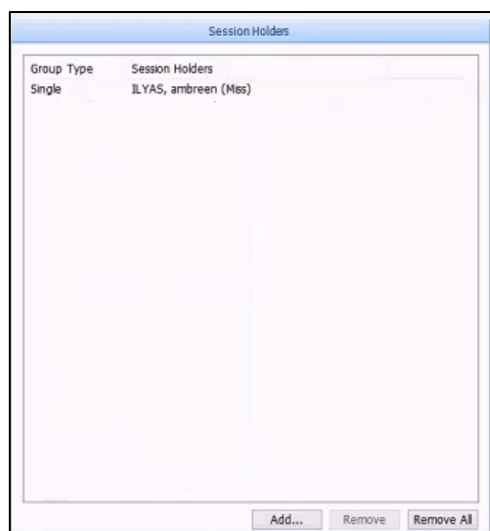 Session Holders
Group Type Session Holders
Single ILYAS, ambreen (Miss)
Add... Remove Remove All